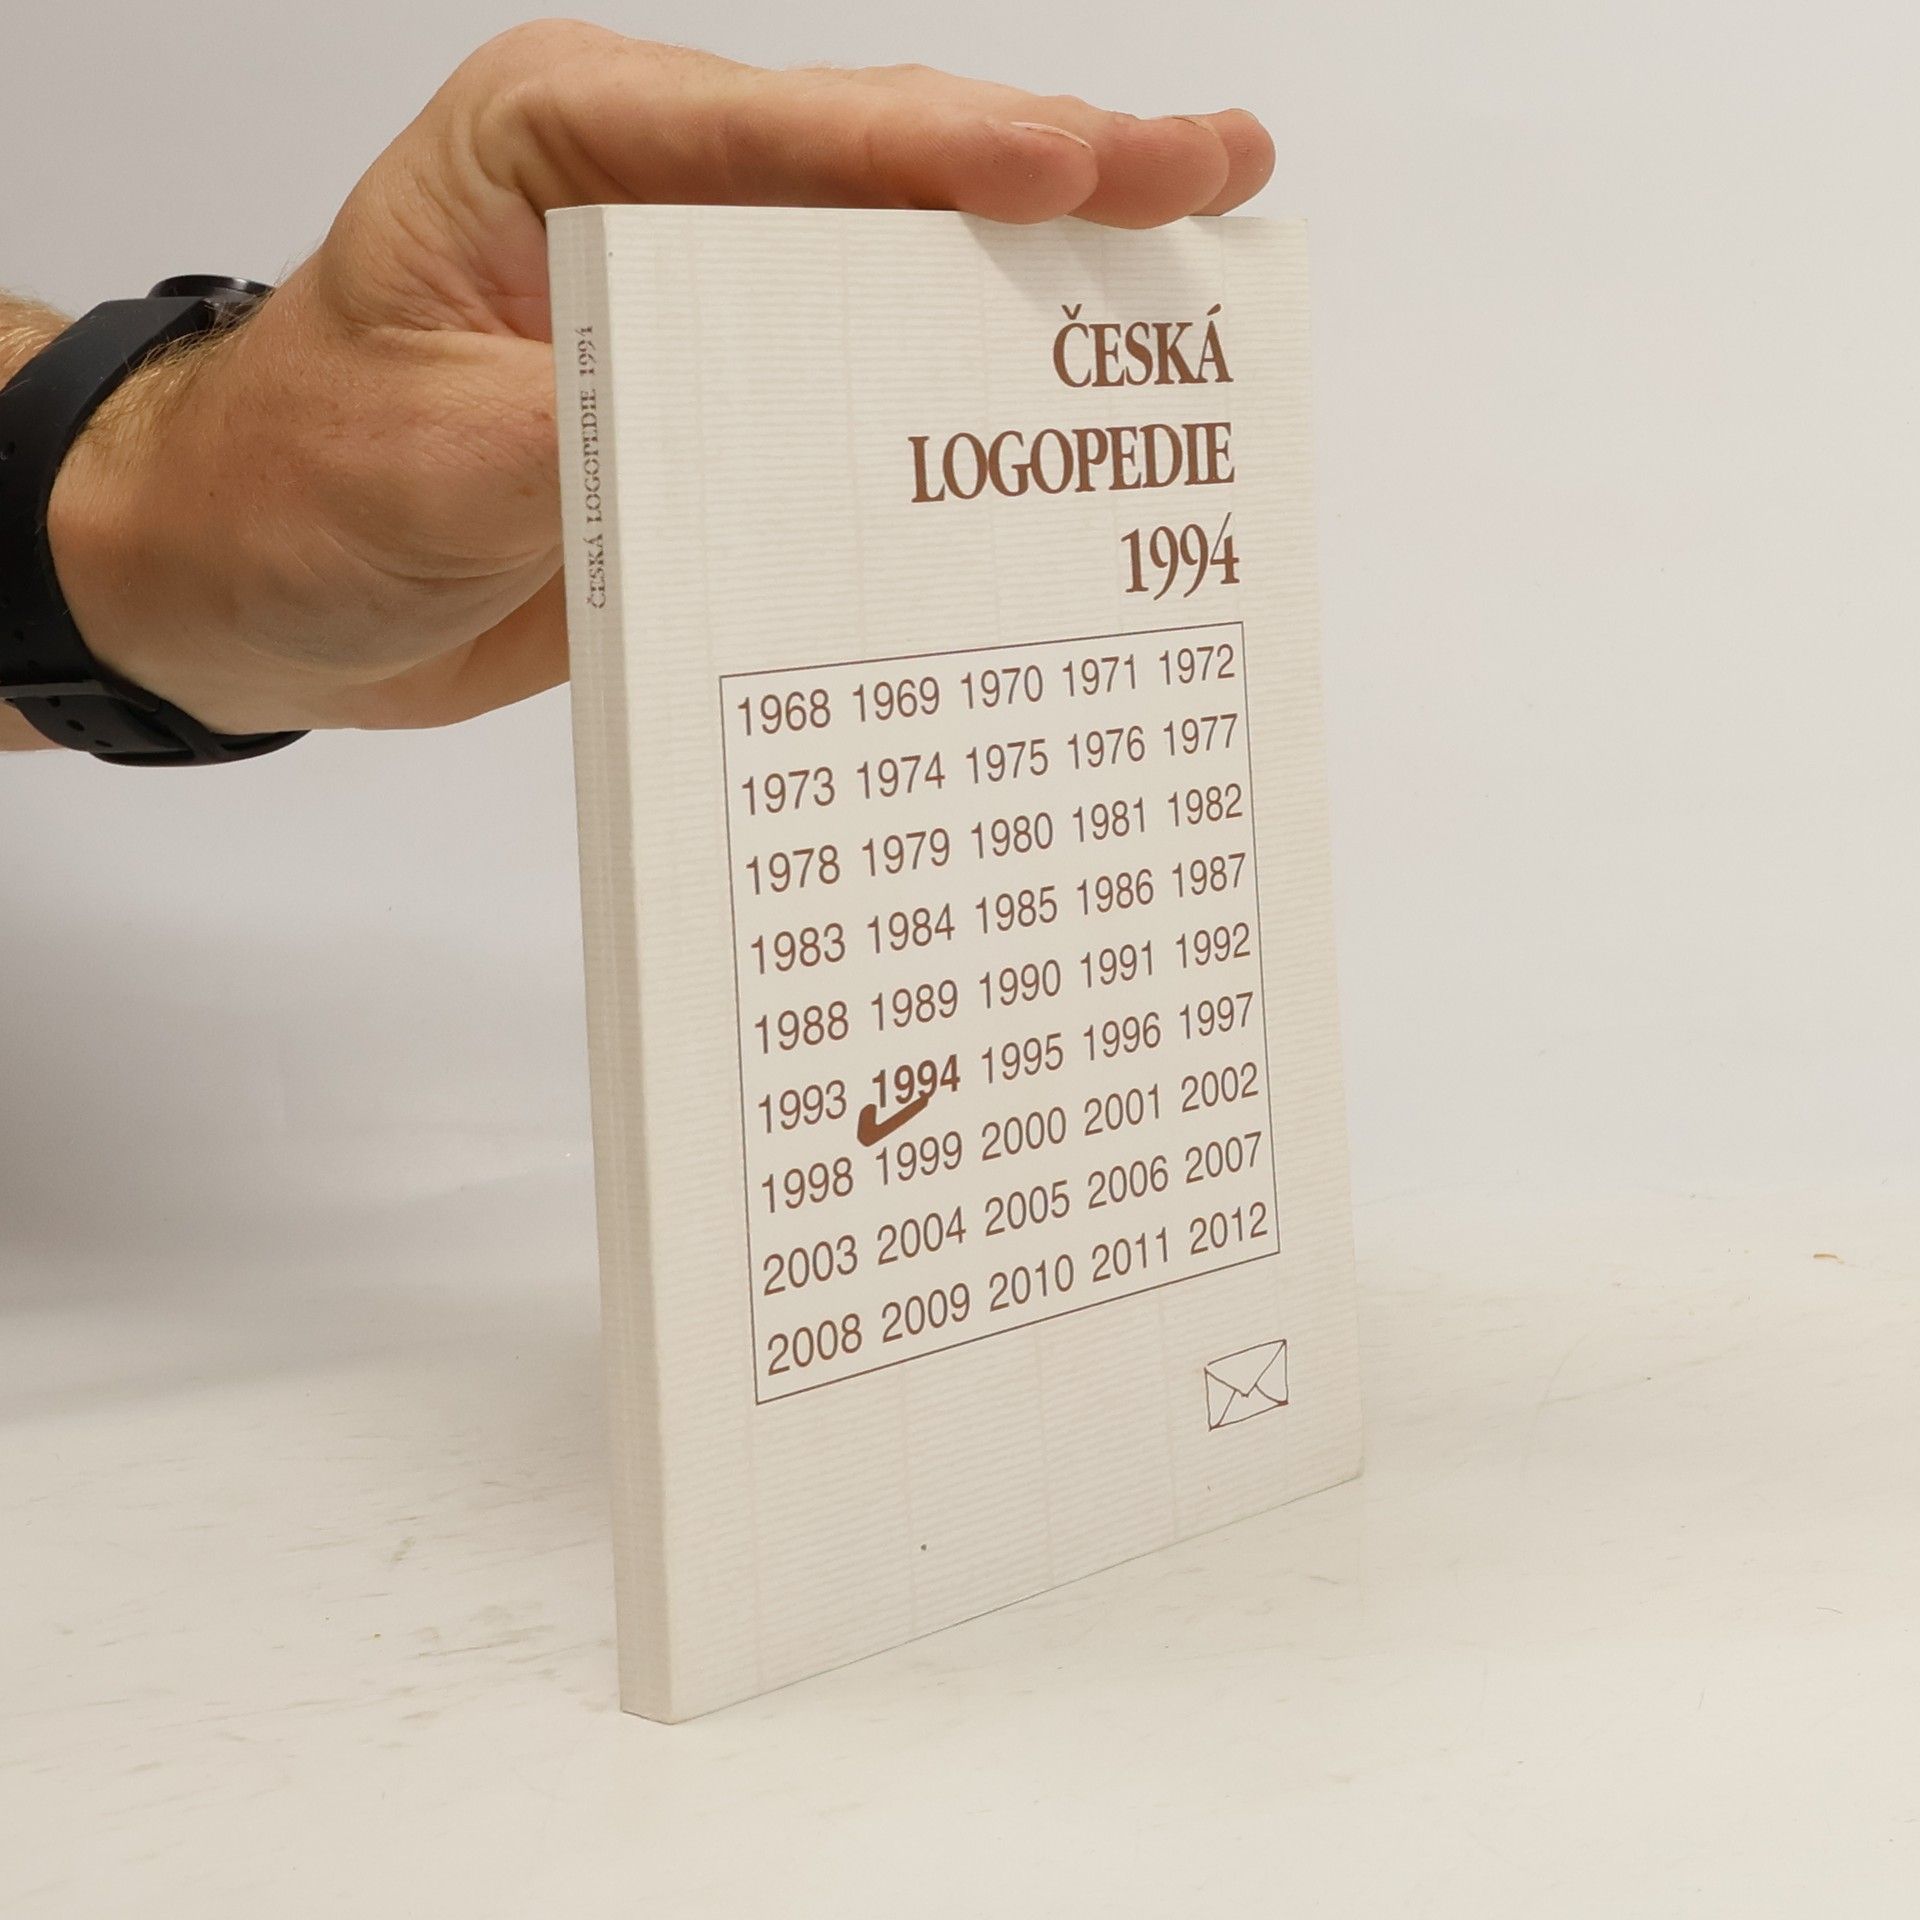 ČESKÁ LOGOPEDIE 1994
ČESKÁ
LOGOPEDIE
1994
1968 1969 1970 1971 1972
1973 1974 1975 1976 1977
1978 1979 1980 1981 1982
1983 1984 1985 1986 1987
1988 1989 1990 1991 1992
1993 1994 1995 1996 1997
1998 1999 2000 2001 2002
2003 2004 2005 2006 2007
2008 2009 2010 2011 2012